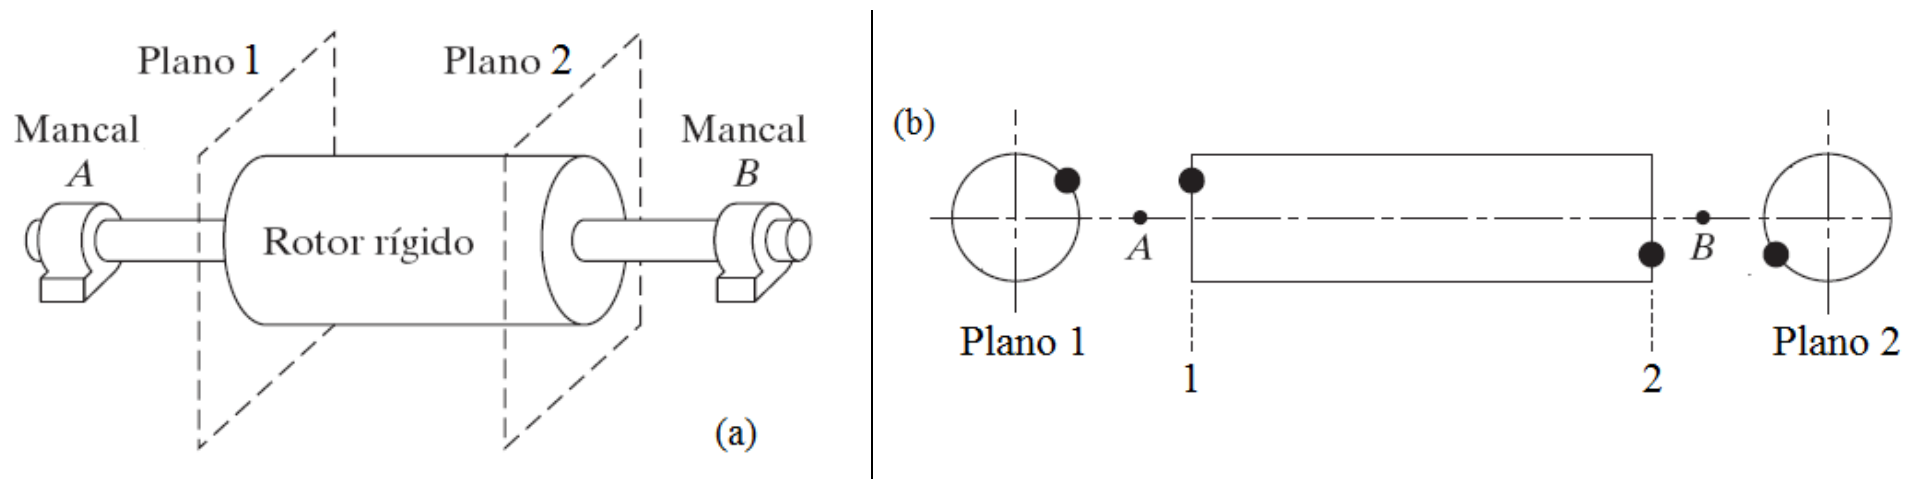 Plano 1
Plano 2
Mancal
A
Mancal
B
Rotor rígido
(a)
(b)
A
B
Plano 1
Plano 2
1
2